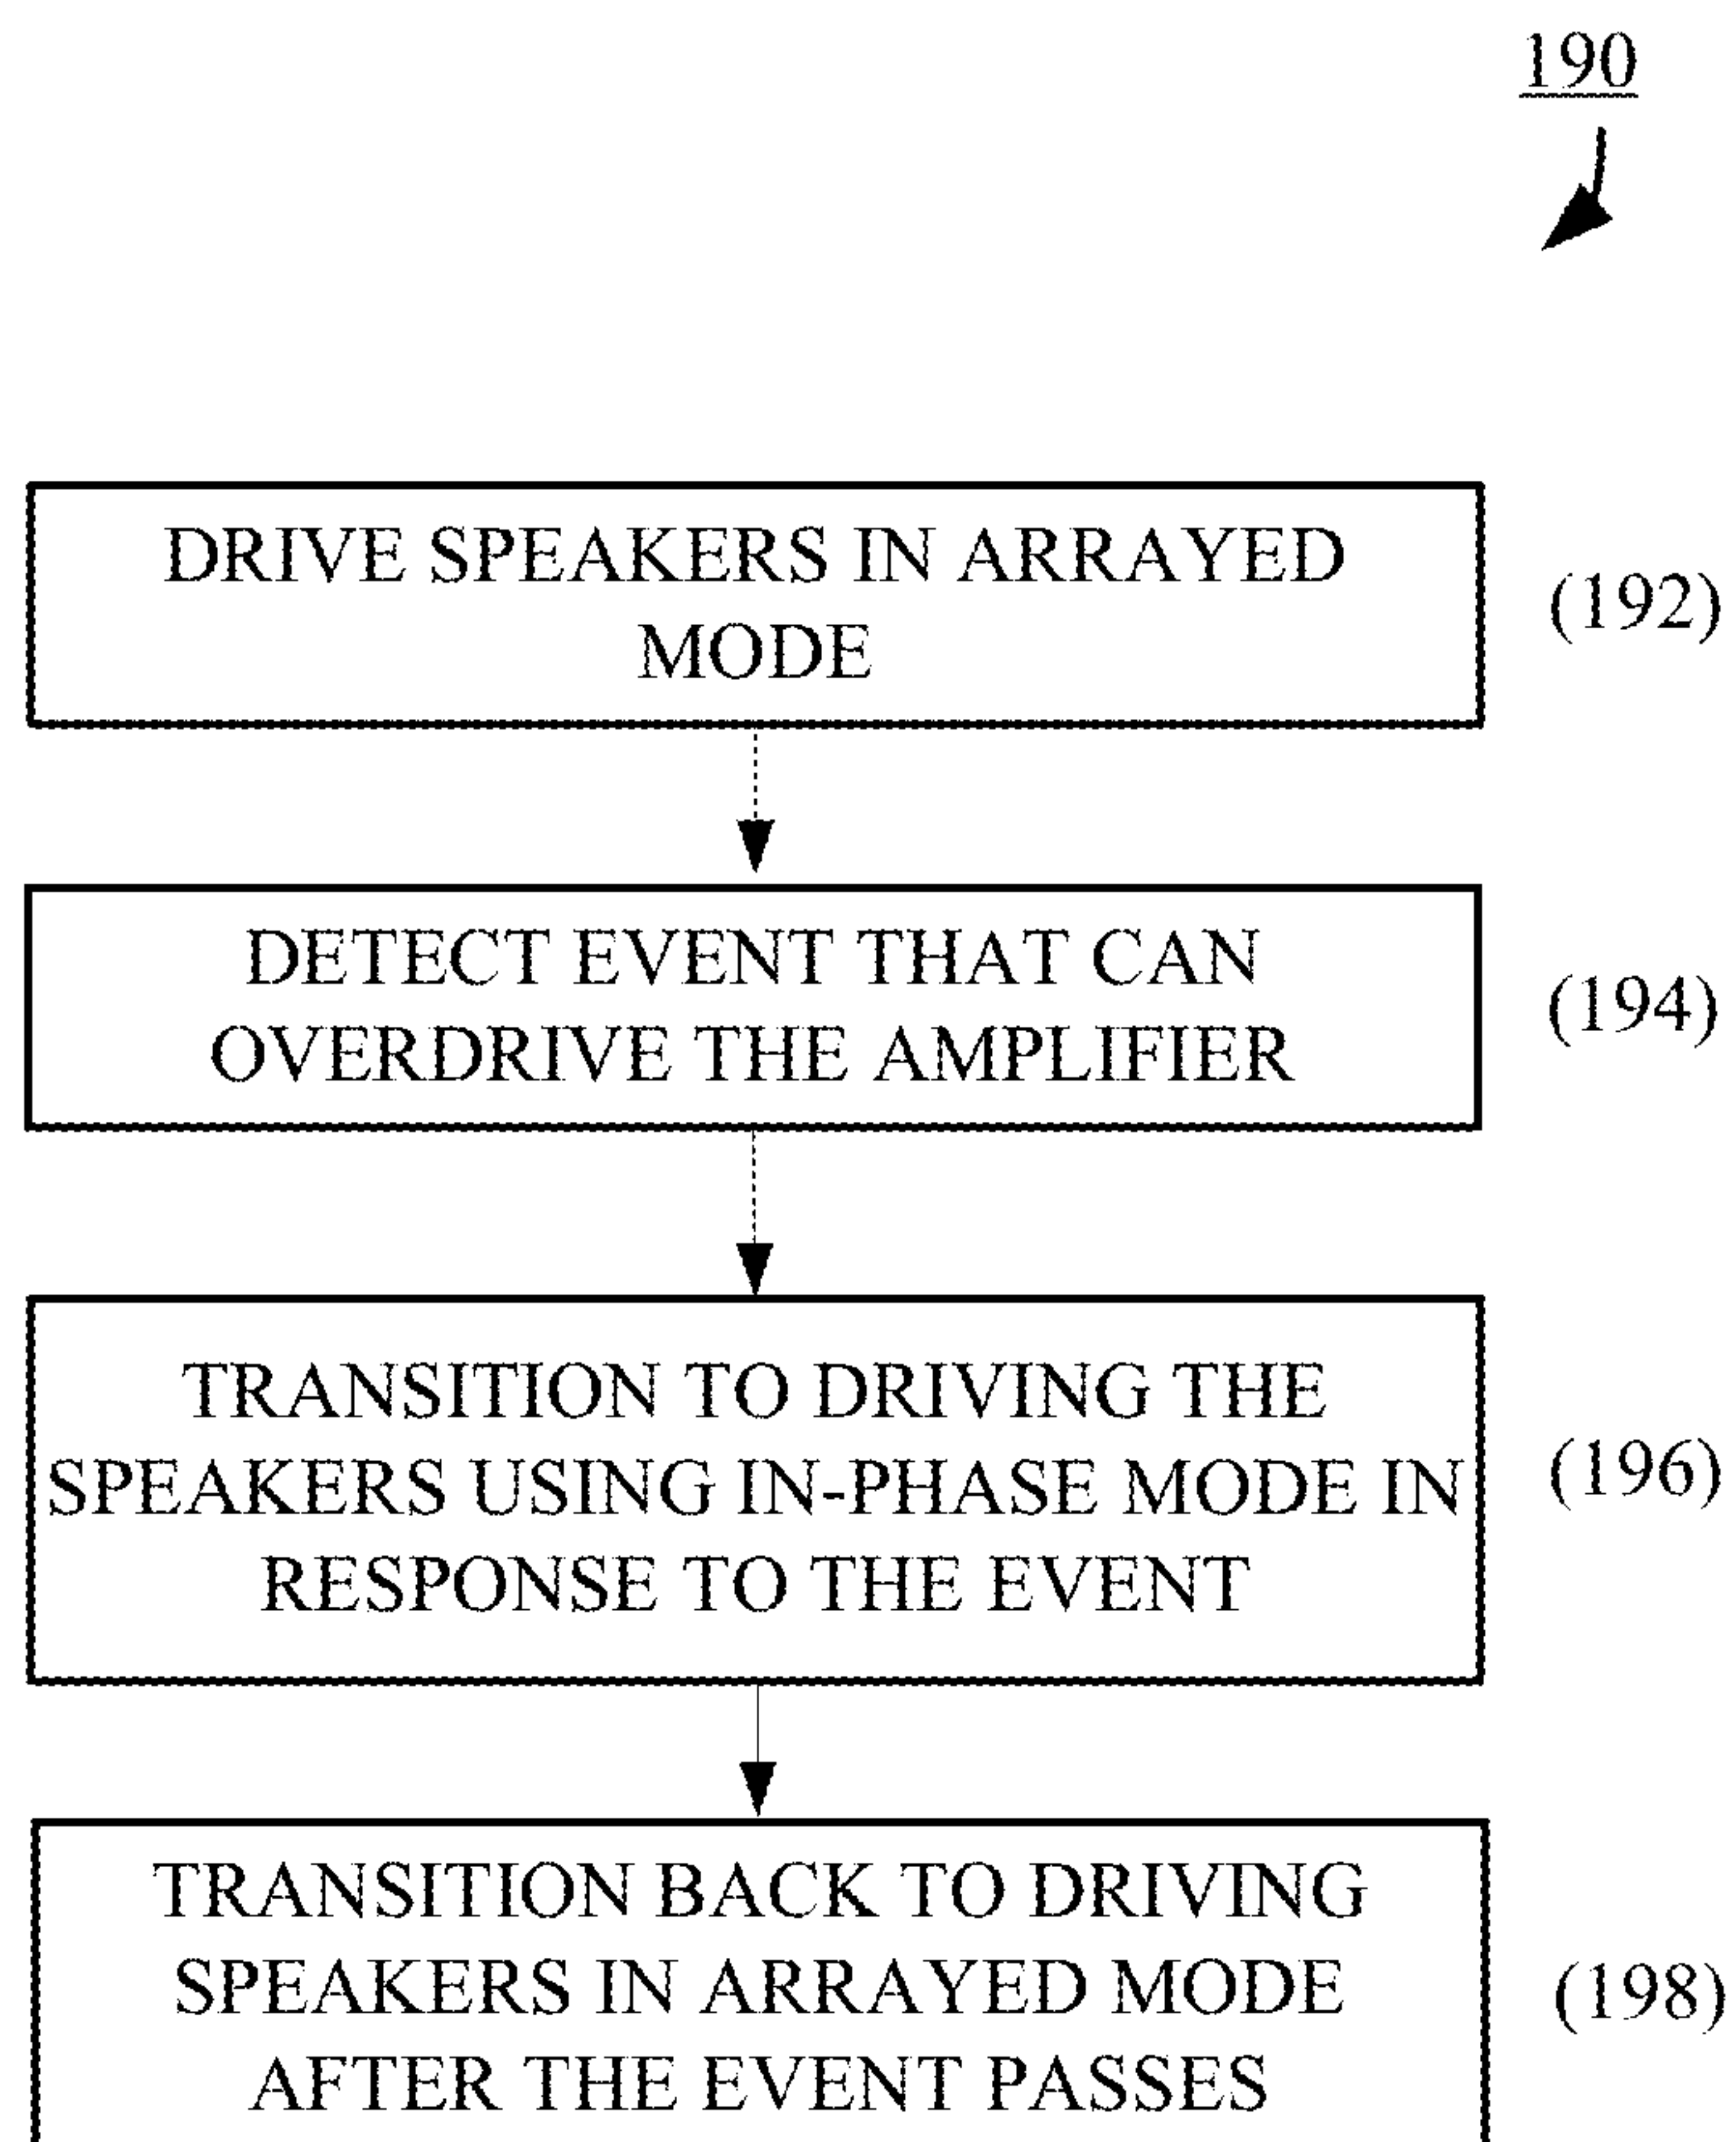 190
DRIVE SPEAKERS IN ARRAYED
MODE
(192)
DETECT EVENT THAT CAN
OVERDRIVE THE AMPLIFIER
(194)
TRANSITION TO DRIVING THE
SPEAKERS USING IN-PHASE MODE IN
RESPONSE TO THE EVENT
(196)
TRANSITION BACK TO DRIVING
SPEAKERS IN ARRAYED MODE
AFTER THE EVENT PASSES
(198)